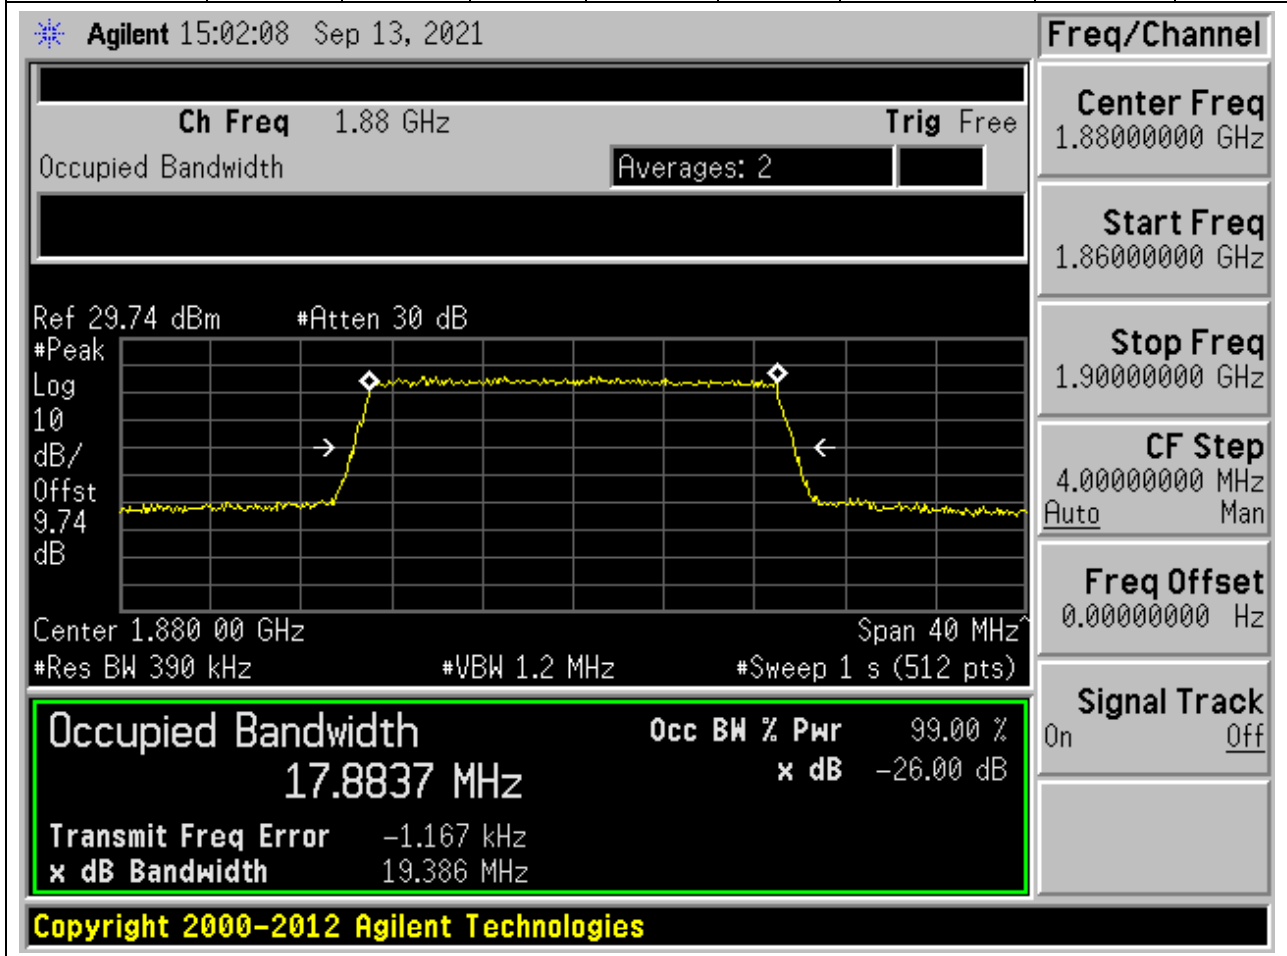 Agilent 15:02:08 Sep 13, 2021
Ch Freq 1.88 GHz Trig Free
Occupied Bandwidth Averages: 2
Ref 29.74 dBm #Atten 30 dB
#Peak
Log
10
dB/
Offst
9.74
dB
Center 1.880 00 GHz Span 40 MHz^
#Res BW 390 kHz #VBW 1.2 MHz #Sweep 1 s (512 pts)
Occupied Bandwidth Occ BW % Pwr 99.00 %
17.8837 MHz x dB -26.00 dB
Transmit Freq Error -1.167 kHz
x dB Bandwidth 19.386 MHz
Copyright 2000-2012 Agilent Technologies
Freq/Channel
Center Freq
1.88000000 GHz
Start Freq
1.86000000 GHz
Stop Freq
1.90000000 GHz
CF Step
4.00000000 MHz
Auto Man
Freq Offset
0.00000000 Hz
Signal Track
On Off